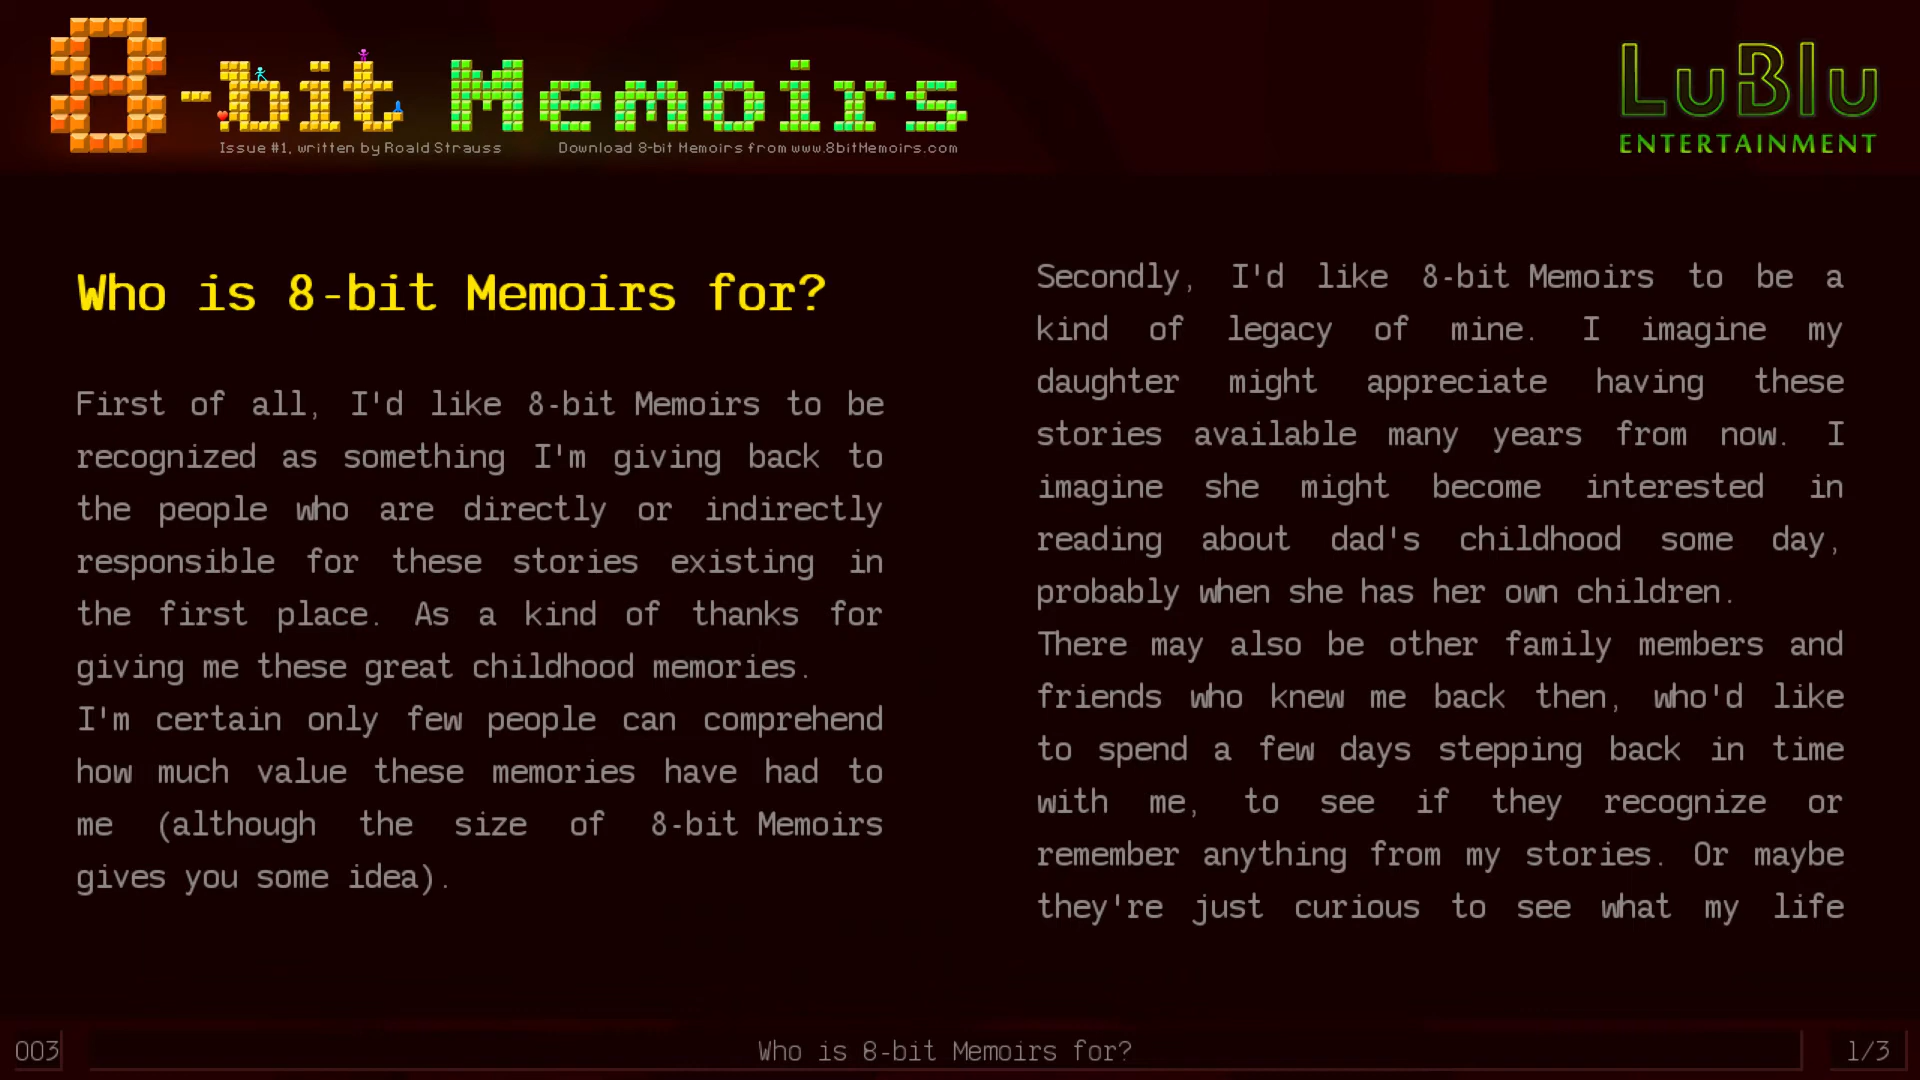 8-bit Memoirs
Issue #1, written by Roald Strauss
Download 8-bit Memoirs from www.8bitMemoirs.com
LuBlu
ENTERTAINMENT
Who is 8-bit Memoirs for?
First of all, I'd like 8-bit Memoirs to be
recognized as something I'm giving back to
the people who are directly or indirectly
responsible for these stories existing in
the first place. As a kind of thanks for
giving me these great childhood memories.
I'm certain only few people can comprehend
how much value these memories have had to
me (although the size of 8-bit Memoirs
gives you some idea).
Secondly, I'd like 8-bit Memoirs to be a
kind of legacy of mine. I imagine my
daughter might appreciate having these
stories available many years from now. I
imagine she might become interested in
reading about dad's childhood some day,
probably when she has her own children.
There may also be other family members and
friends who knew me back then, who'd like
to spend a few days stepping back in time
with me, to see if they recognize or
remember anything from my stories. Or maybe
they're just curious to see what my life
003
Who is 8-bit Memoirs for?
1/3